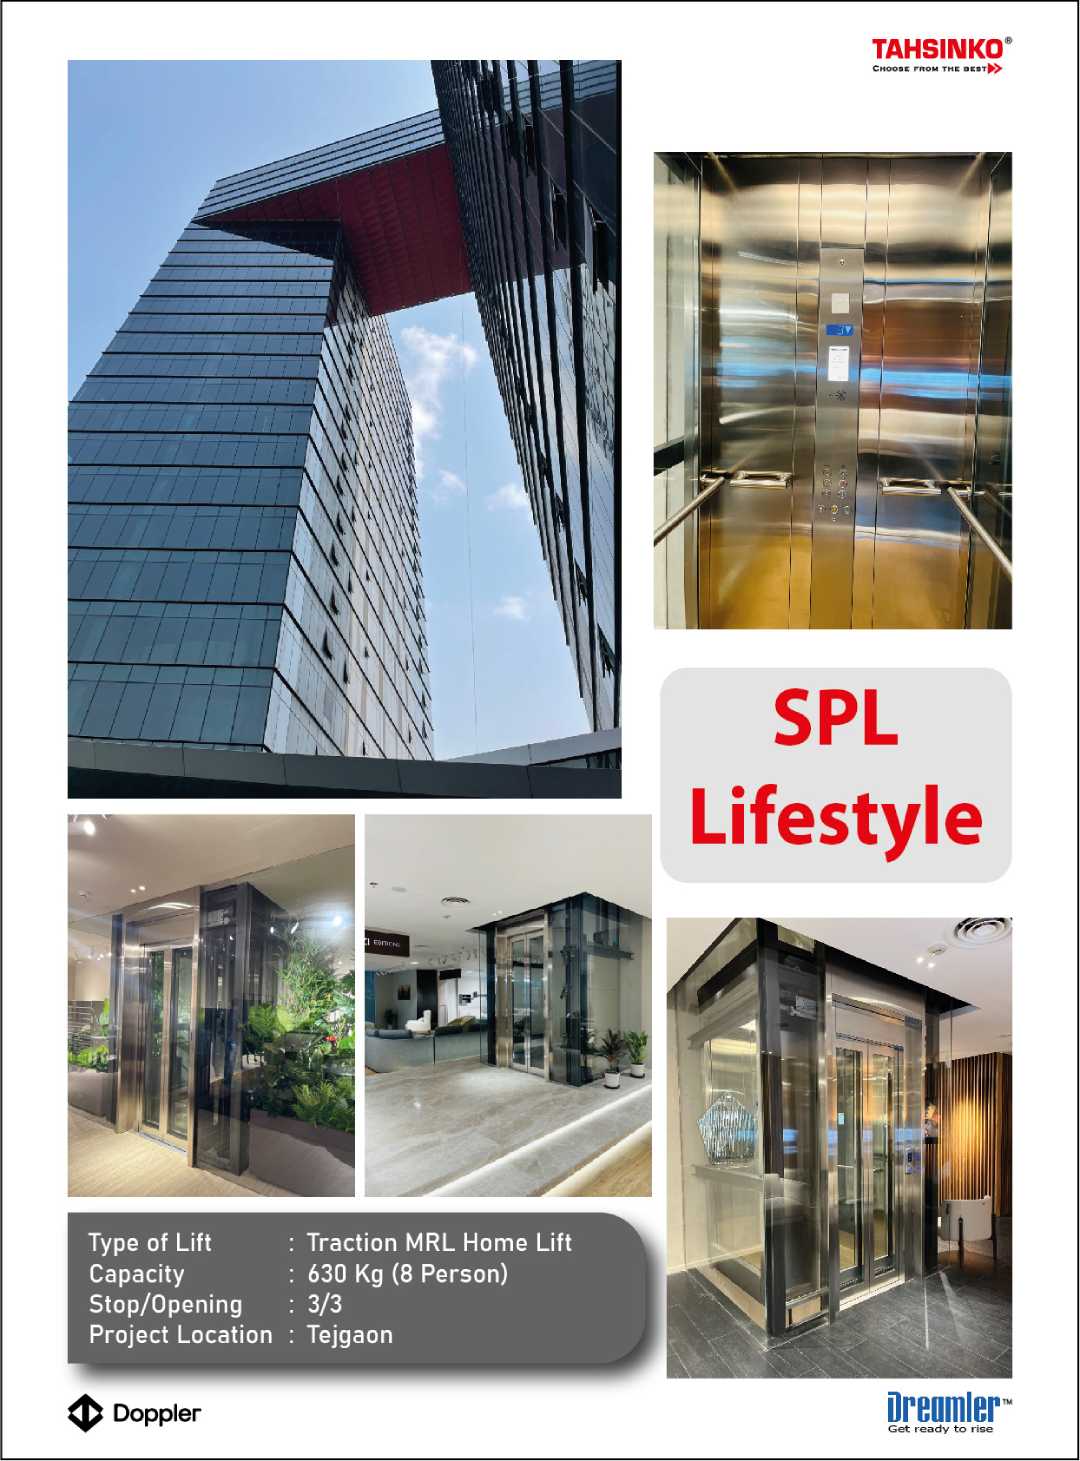 TAHSINKO®
CHOOSE FROM THE BEST
SPL
Lifestyle
EDITIONS
Type of Lift : Traction MRL Home Lift
Capacity : 630 Kg (8 Person)
Stop/Opening : 3/3
Project Location : Tejgaon
Doppler
Dreamler™
Get ready to rise